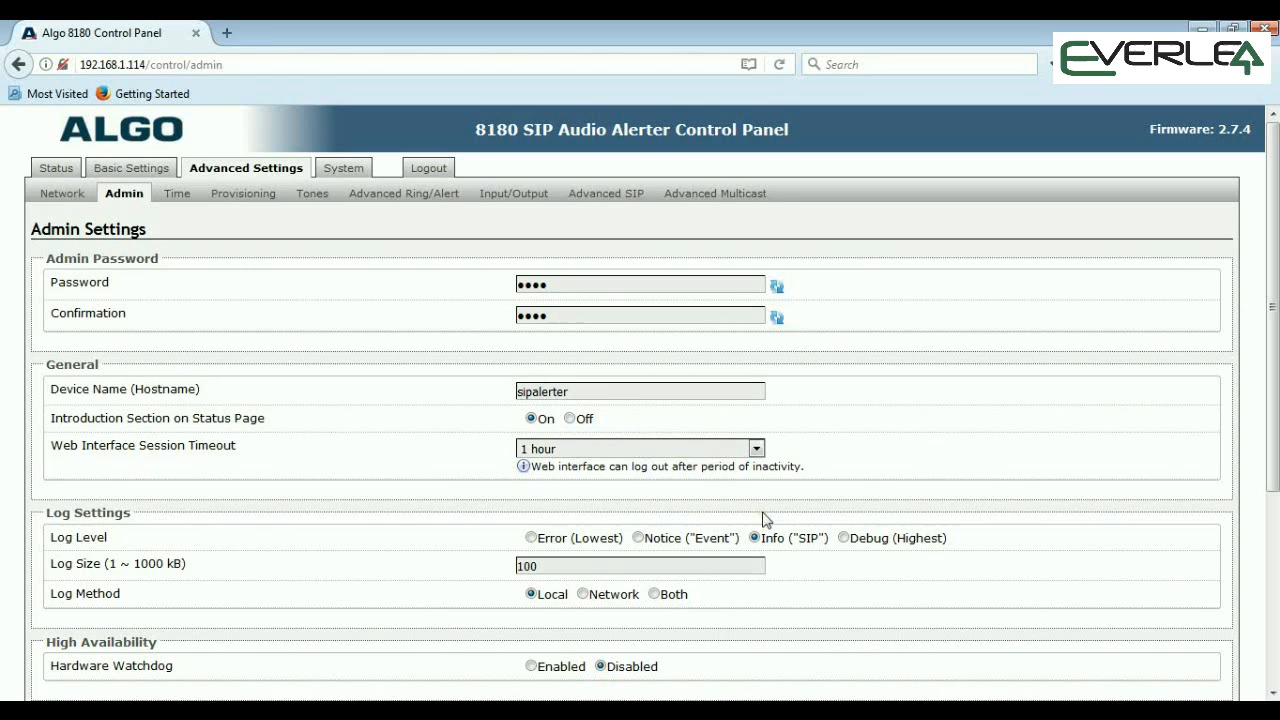 Algo 8180 Control Panel
192.168.1.114/control/admin
Search
EVERLEA
Most Visited Getting Started
ALGO
8180 SIP Audio Alerter Control Panel
Firmware: 2.7.4
Status Basic Settings Advanced Settings System Logout
Network Admin Time Provisioning Tones Advanced Ring/Alert Input/Output Advanced SIP Advanced Multicast
Admin Settings
Admin Password
Password ••••
Confirmation ••••
General
Device Name (Hostname) sipalerter
Introduction Section on Status Page On Off
Web Interface Session Timeout 1 hour
Web interface can log out after period of inactivity.
Log Settings
Log Level Error (Lowest) Notice ("Event") Info ("SIP") Debug (Highest)
Log Size (1 ~ 1000 kB) 100
Log Method Local Network Both
High Availability
Hardware Watchdog Enabled Disabled